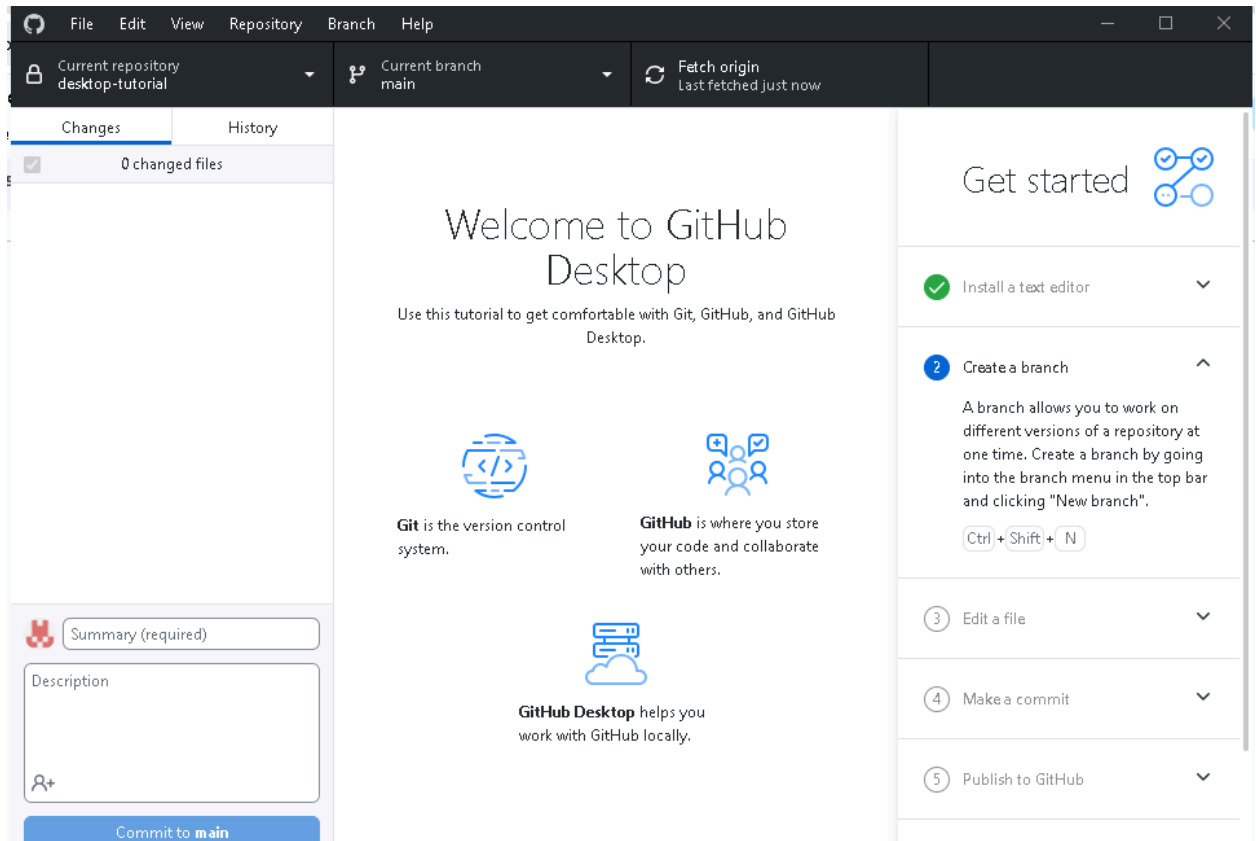 File Edit View Repository Branch Help
Current repository
desktop-tutorial
Current branch
main
Fetch origin
Last fetched just now
Changes History
0 changed files
Summary (required)
Description
Commit to main
Welcome to GitHub
Desktop
Use this tutorial to get comfortable with Git, GitHub, and GitHub
Desktop.
Git is the version control
system.
GitHub is where you store
your code and collaborate
with others.
GitHub Desktop helps you
work with GitHub locally.
Get started
Install a text editor
2 Create a branch
A branch allows you to work on
different versions of a repository at
one time. Create a branch by going
into the branch menu in the top bar
and clicking "New branch".
Ctrl + Shift + N
3 Edit a file
4 Make a commit
5 Publish to GitHub